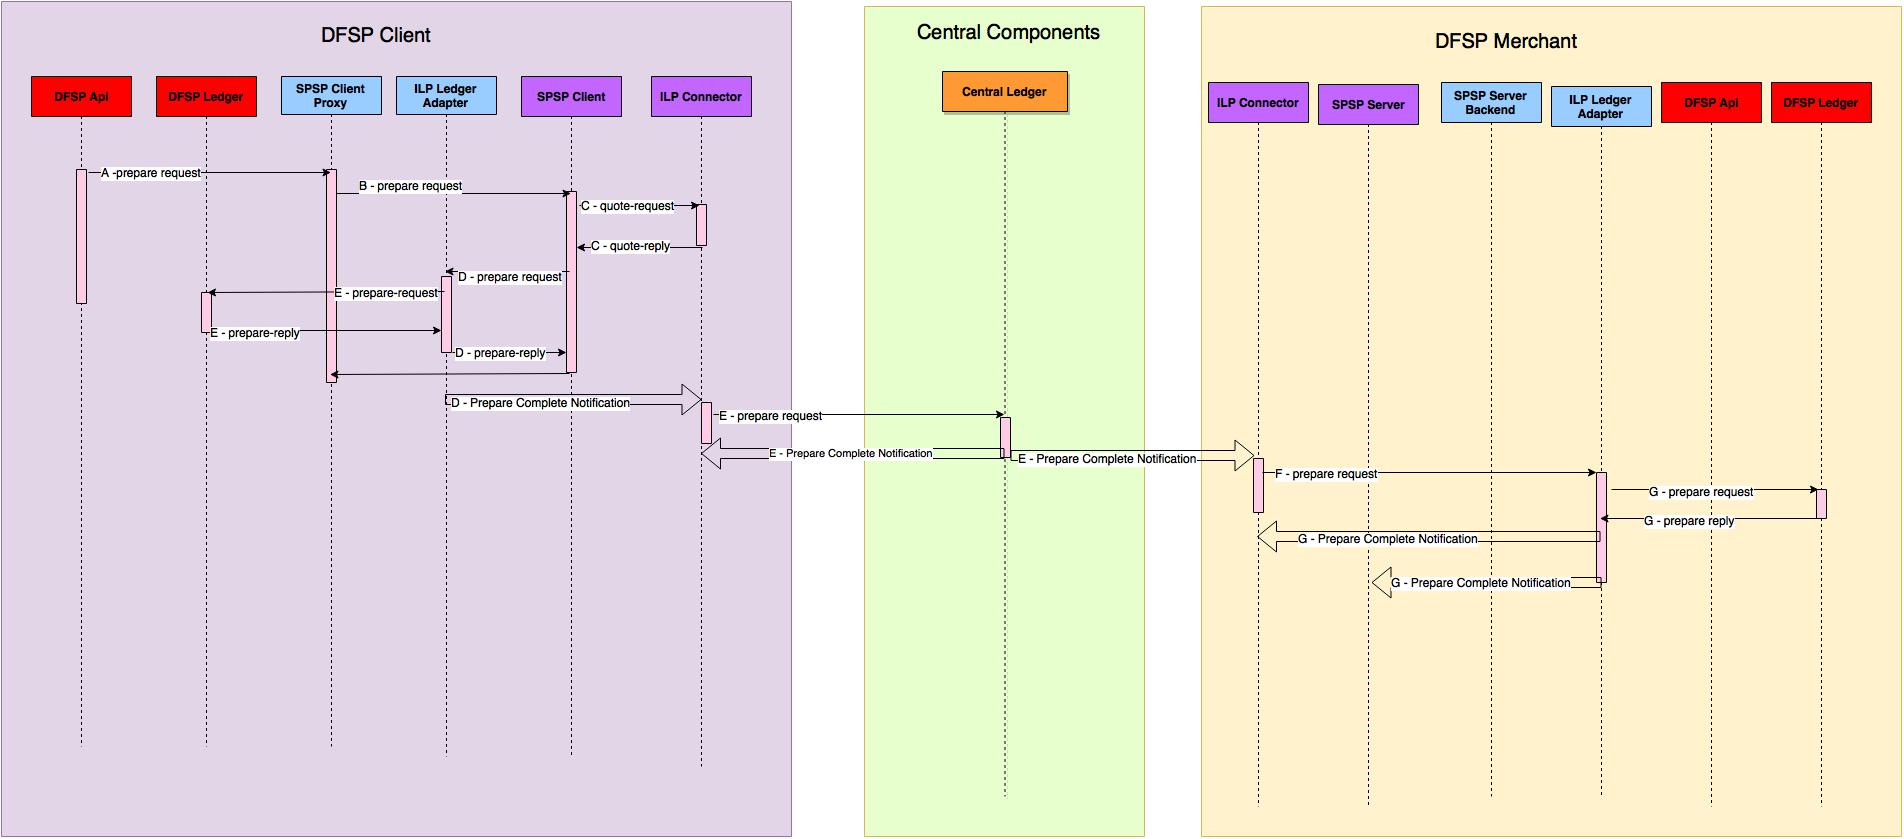 DFSP Client
Central Components
DFSP Merchant
DFSP Api
DFSP Ledger
SPSP Client
Proxy
ILP Ledger
Adapter
SPSP Client
ILP Connector
Central Ledger
ILP Connector
SPSP Server
SPSP Server
Backend
ILP Ledger
Adapter
DFSP Api
DFSP Ledger
A -prepare request
B - prepare request
C - quote-request
C - quote-reply
D - prepare request
E - prepare-request
E - prepare-reply
D - prepare-reply
D - Prepare Complete Notification
E - prepare request
E - Prepare Complete Notification
E - Prepare Complete Notification
F - prepare request
G - prepare request
G - prepare reply
G - Prepare Complete Notification
G - Prepare Complete Notification